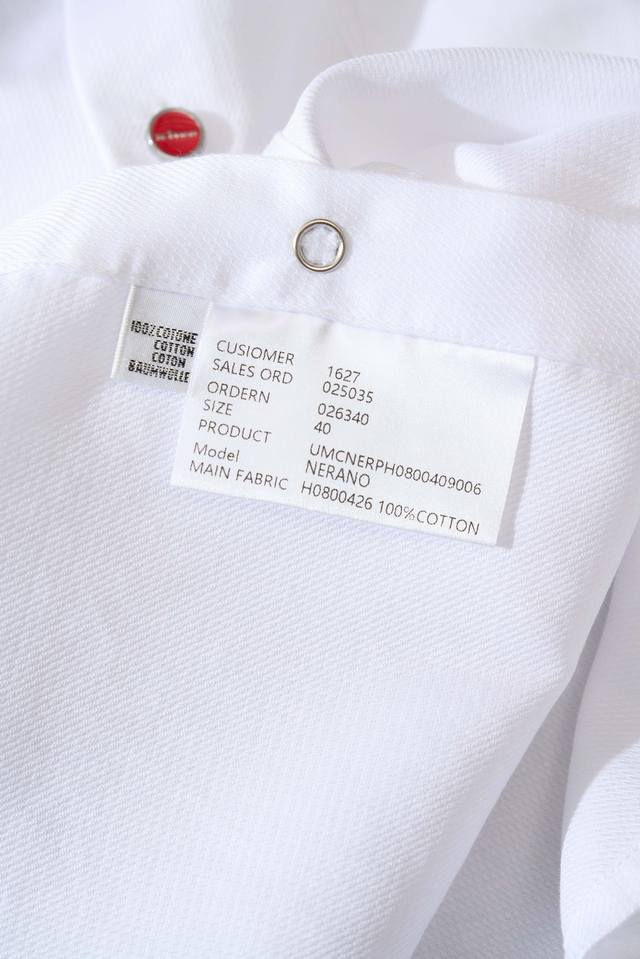 100%COTONE
COTTON
COTON
BAUMWOLLE
CUSIOMER 1627
SALES ORD 025035
ORDERN 026340
SIZE 40
PRODUCT UMCNERPH0800409006
Model NERANO
MAIN FABRIC H0800426 100%COTTON